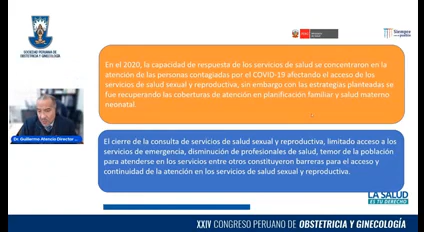 SOCIEDAD PERUANA DE
OBSTETRICIA Y GINECOLOGÍA
Siempre
con el pueblo
En el 2020, la capacidad de respuesta de los servicios de salud se concentraron en la
atención de las personas contagiadas por el COVID-19 afectando el acceso de los
servicios de salud sexual y reproductiva, sin embargo con las estrategias planteadas se
fue recuperando las coberturas de atención en planificación familiar y salud materno
neonatal.
Dr. Guillermo Atencio Director ...
El cierre de la consulta de servicios de salud sexual y reproductiva, limitado acceso a los
servicios de emergencia, disminución de profesionales de salud, temor de la población
para atenderse en los servicios entre otros constituyeron barreras para el acceso y
continuidad de la atención en los servicios de salud sexual y reproductiva.
LA SALUD
ES TU DERECHO
XXIV CONGRESO PERUANO DE OBSTETRICIA Y GINECOLOGÍA